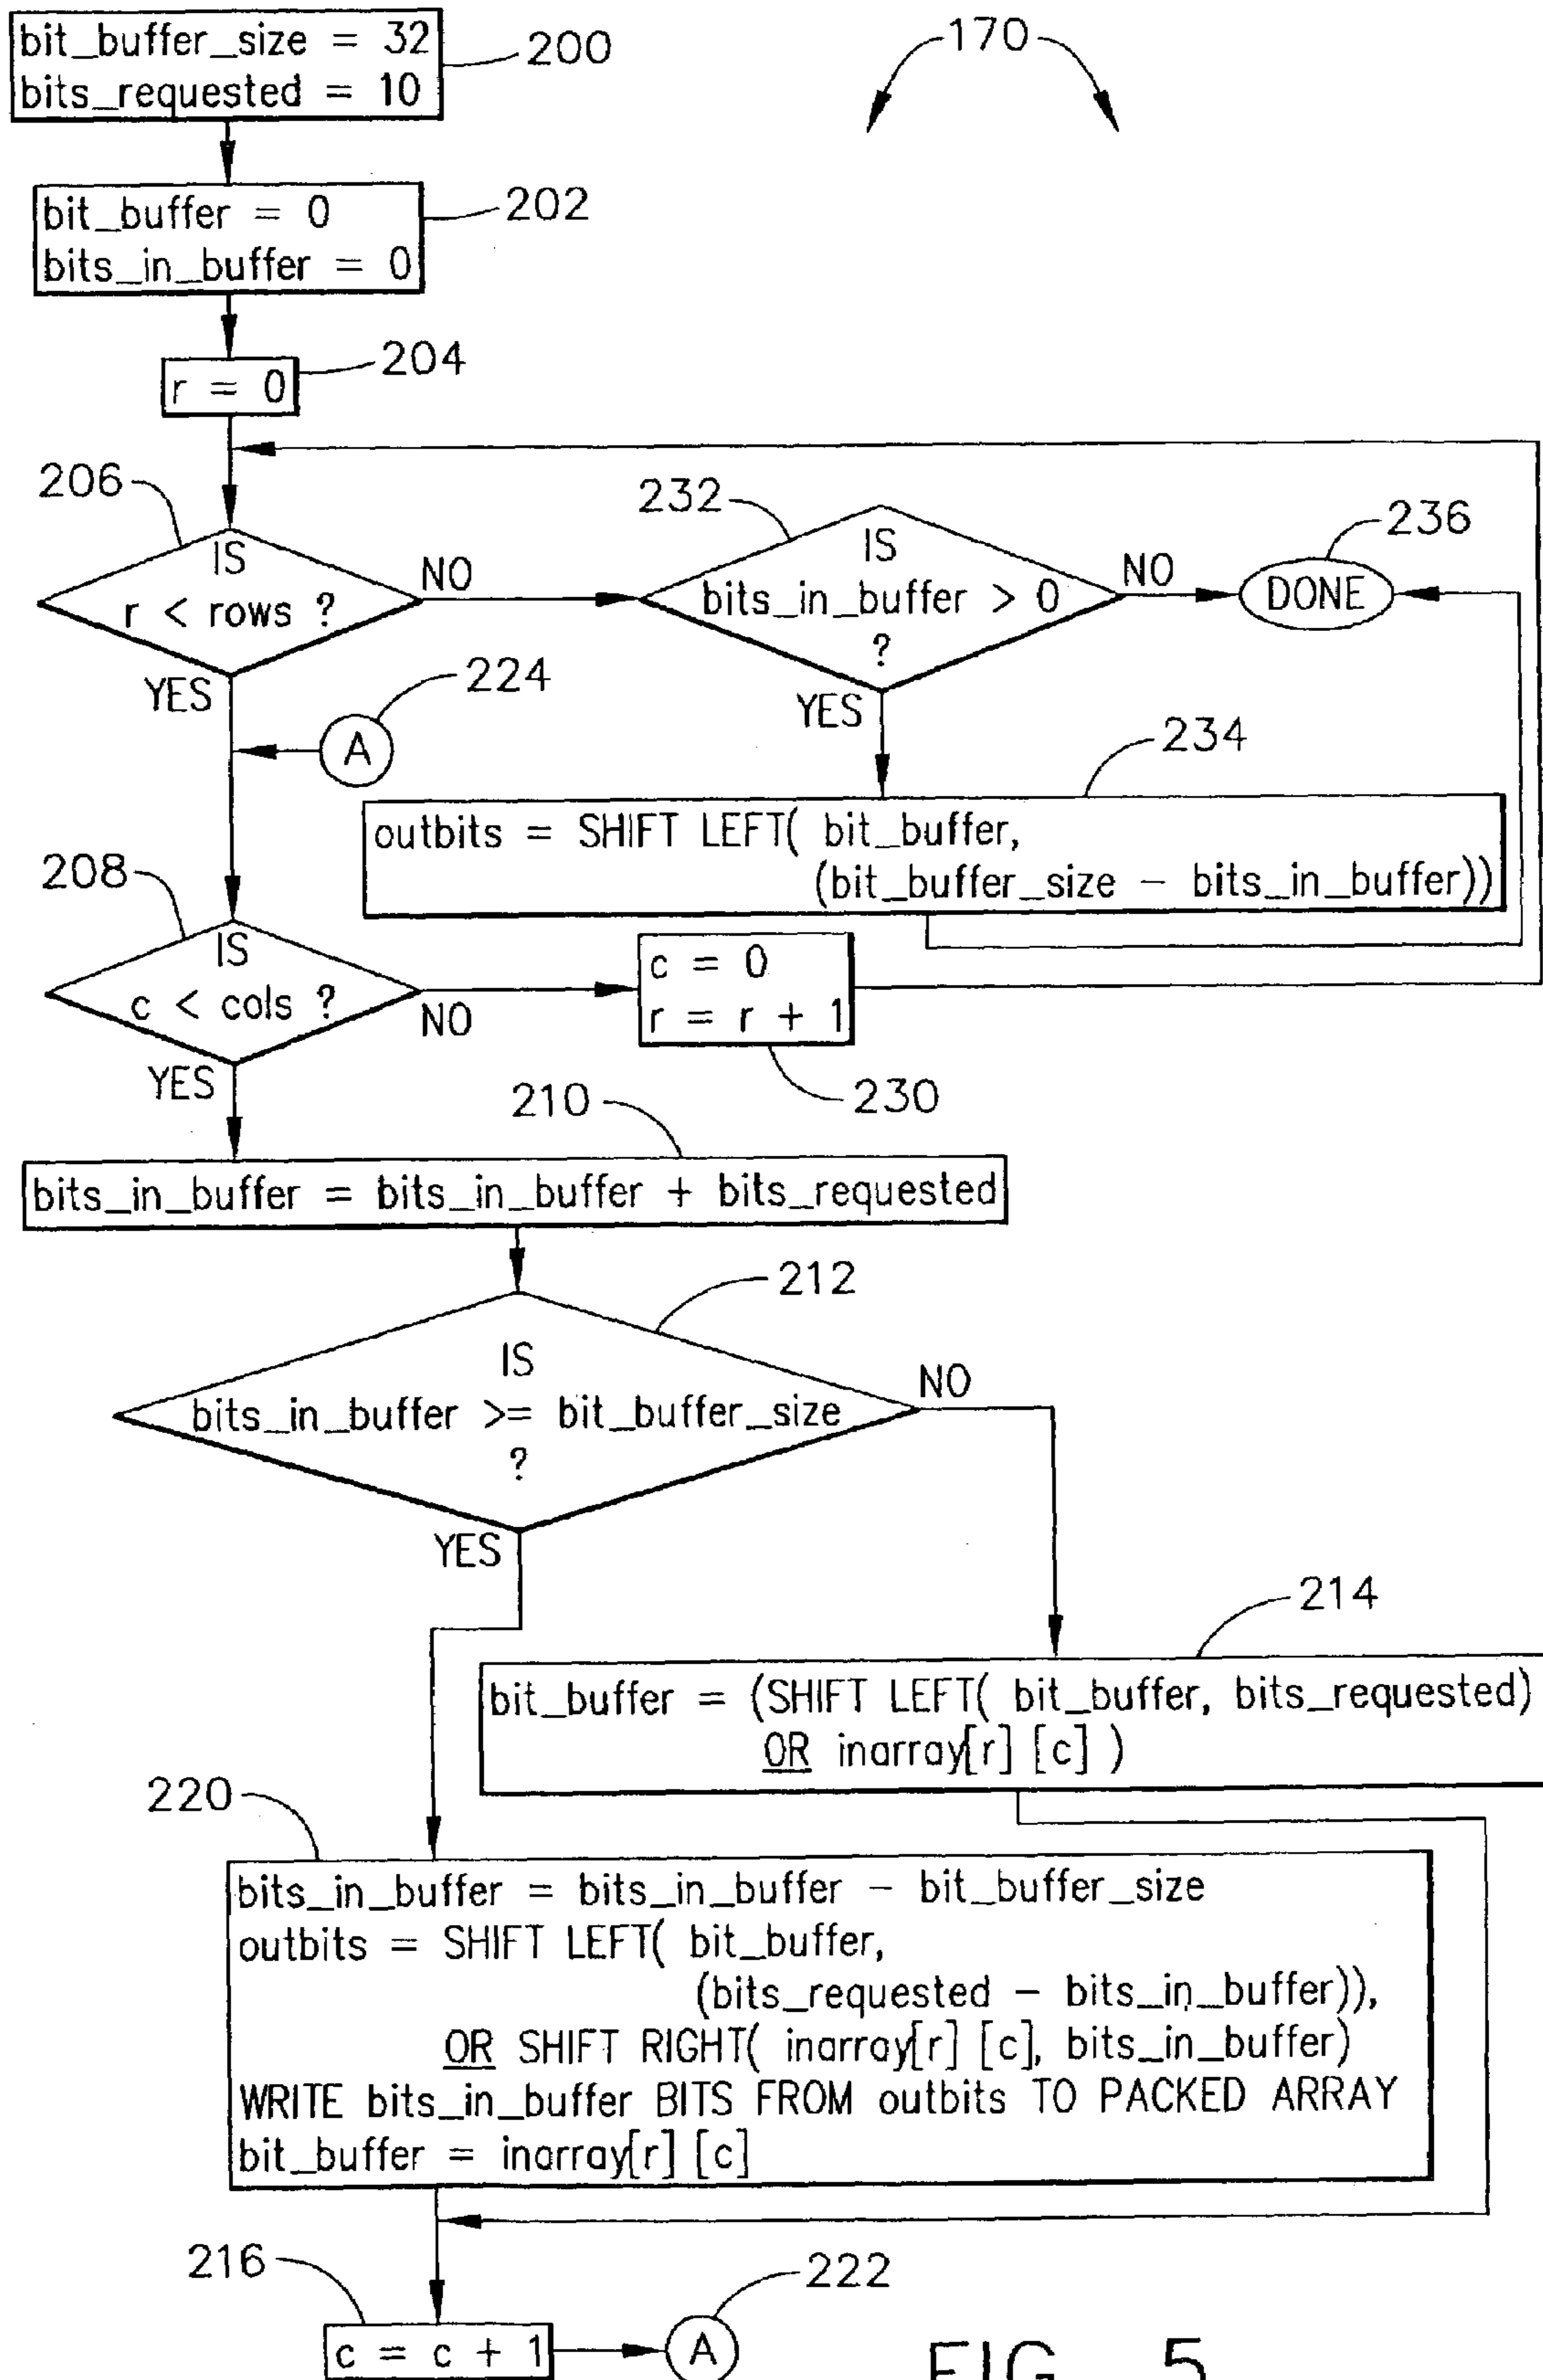 bit_buffer_size = 32
bits_requested = 10
200
170
bit_buffer = 0
bits_in_buffer = 0
202
r = 0
204
206
IS
r < rows ?
NO
YES
232
IS
bits_in_buffer > 0
?
NO
YES
236
DONE
A
224
234
outbits = SHIFT LEFT( bit_buffer,
(bit_buffer_size - bits_in_buffer))
208
IS
c < cols ?
NO
YES
c = 0
r = r + 1
230
210
bits_in_buffer = bits_in_buffer + bits_requested
212
IS
bits_in_buffer >= bit_buffer_size
?
NO
YES
214
bit_buffer = (SHIFT LEFT( bit_buffer, bits_requested)
OR inarray[r] [c] )
220
bits_in_buffer = bits_in_buffer - bit_buffer_size
outbits = SHIFT LEFT( bit_buffer,
(bits_requested - bits_in_buffer)),
OR SHIFT RIGHT( inarray[r] [c], bits_in_buffer)
WRITE bits_in_buffer BITS FROM outbits TO PACKED ARRAY
bit_buffer = inarray[r] [c]
216
c = c + 1
222
A
FIG. 5